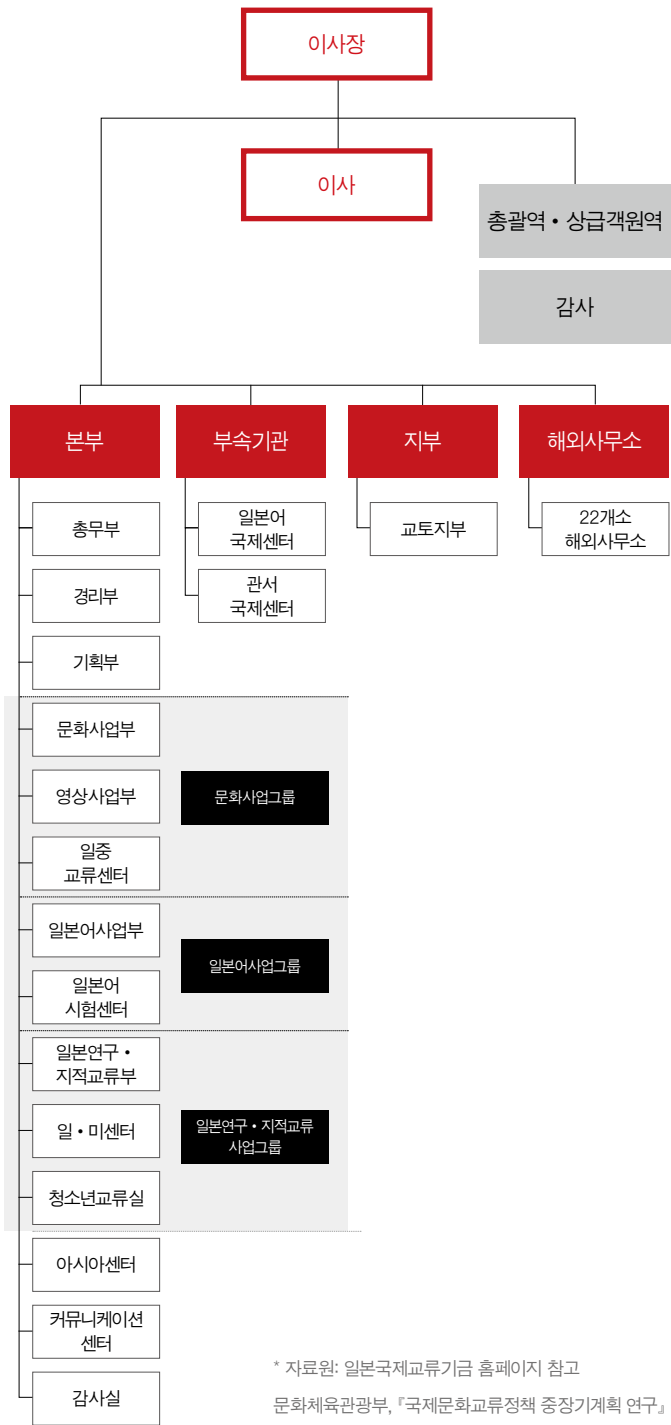 이사장
이사
총괄역・상급객원역
감사
본부
부속기관
지부
해외사무소
총무부
경리부
기획부
문화사업부
영상사업부
일중
교류센터
일본어사업부
일본어
시험센터
일본연구・
지적교류부
일・미센터
청소년교류실
아시아센터
커뮤니케이션
센터
감사실
문화사업그룹
일본어사업그룹
일본연구・지적교류
사업그룹
일본어
국제센터
관서
국제센터
교토지부
22개소
해외사무소
* 자료원: 일본국제교류기금 홈페이지 참고
문화체육관광부, 『국제문화교류정책 중장기계획 연구』